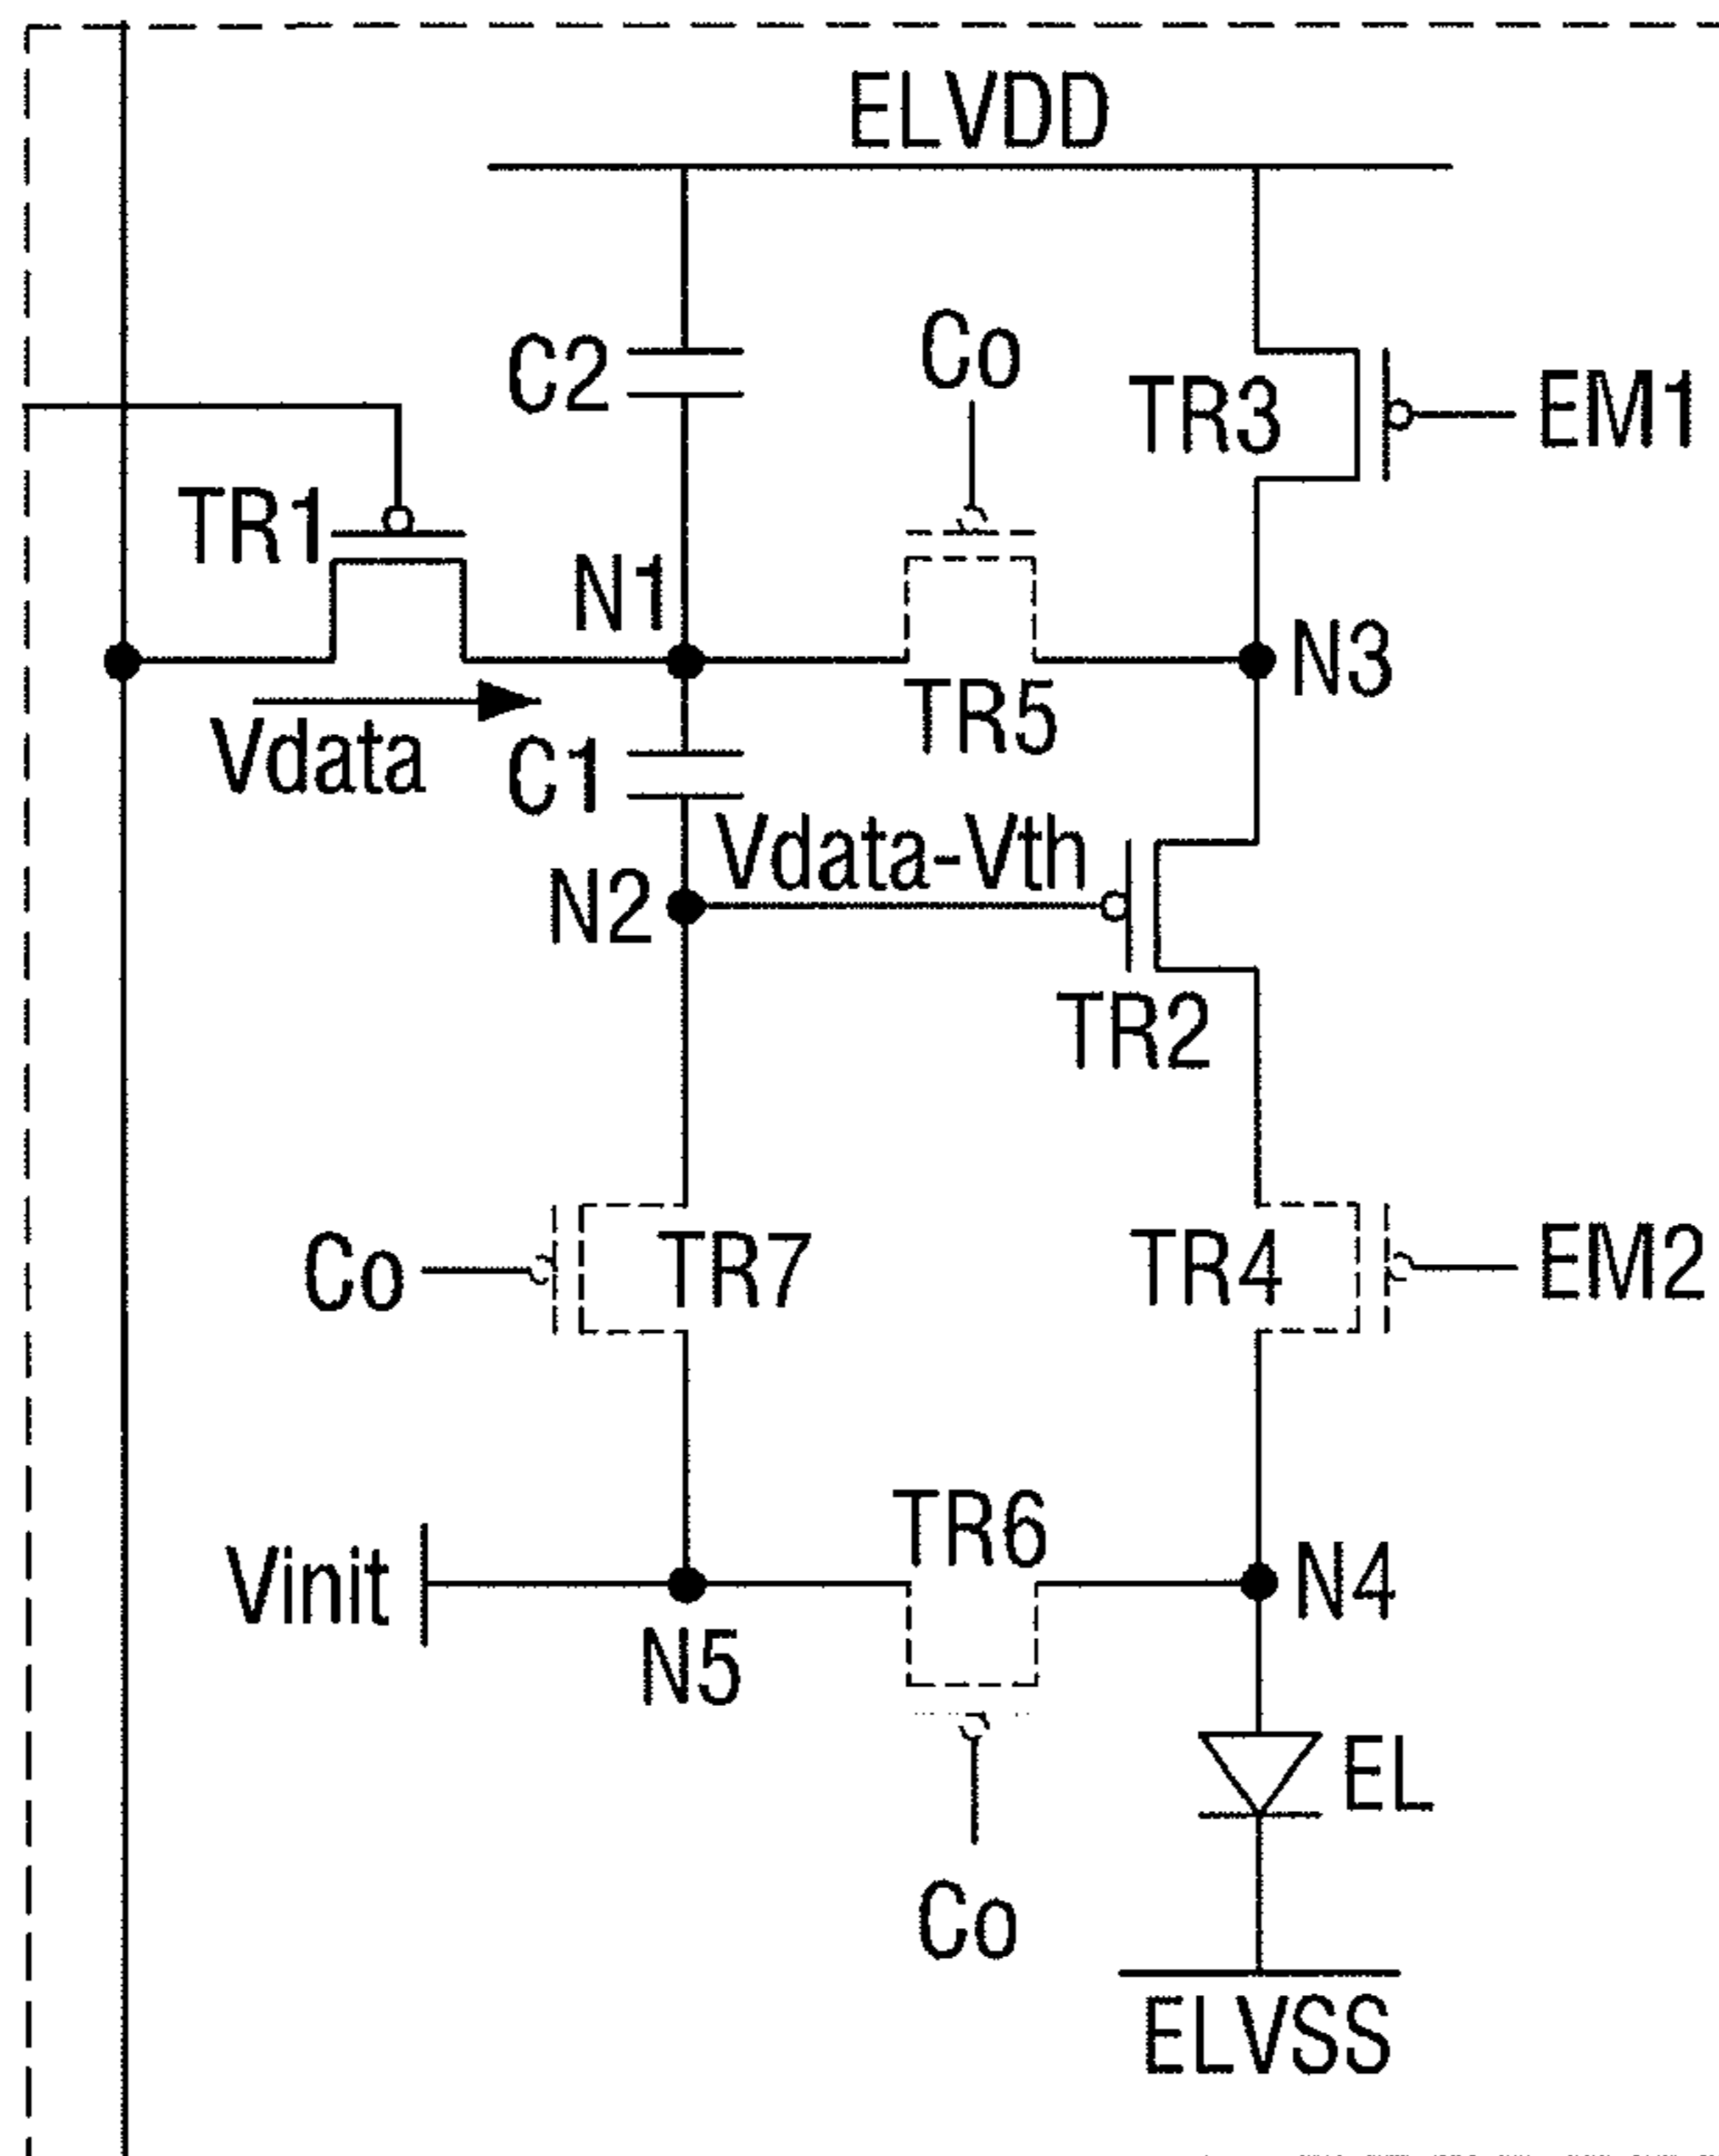 ELVDD
C2
Co
TR3
EM1
TR1
N1
N3
TR5
Vdata
C1
Vdata-Vth
N2
TR2
Co
TR7
TR4
EM2
TR6
Vinit
N4
N5
EL
Co
ELVSS